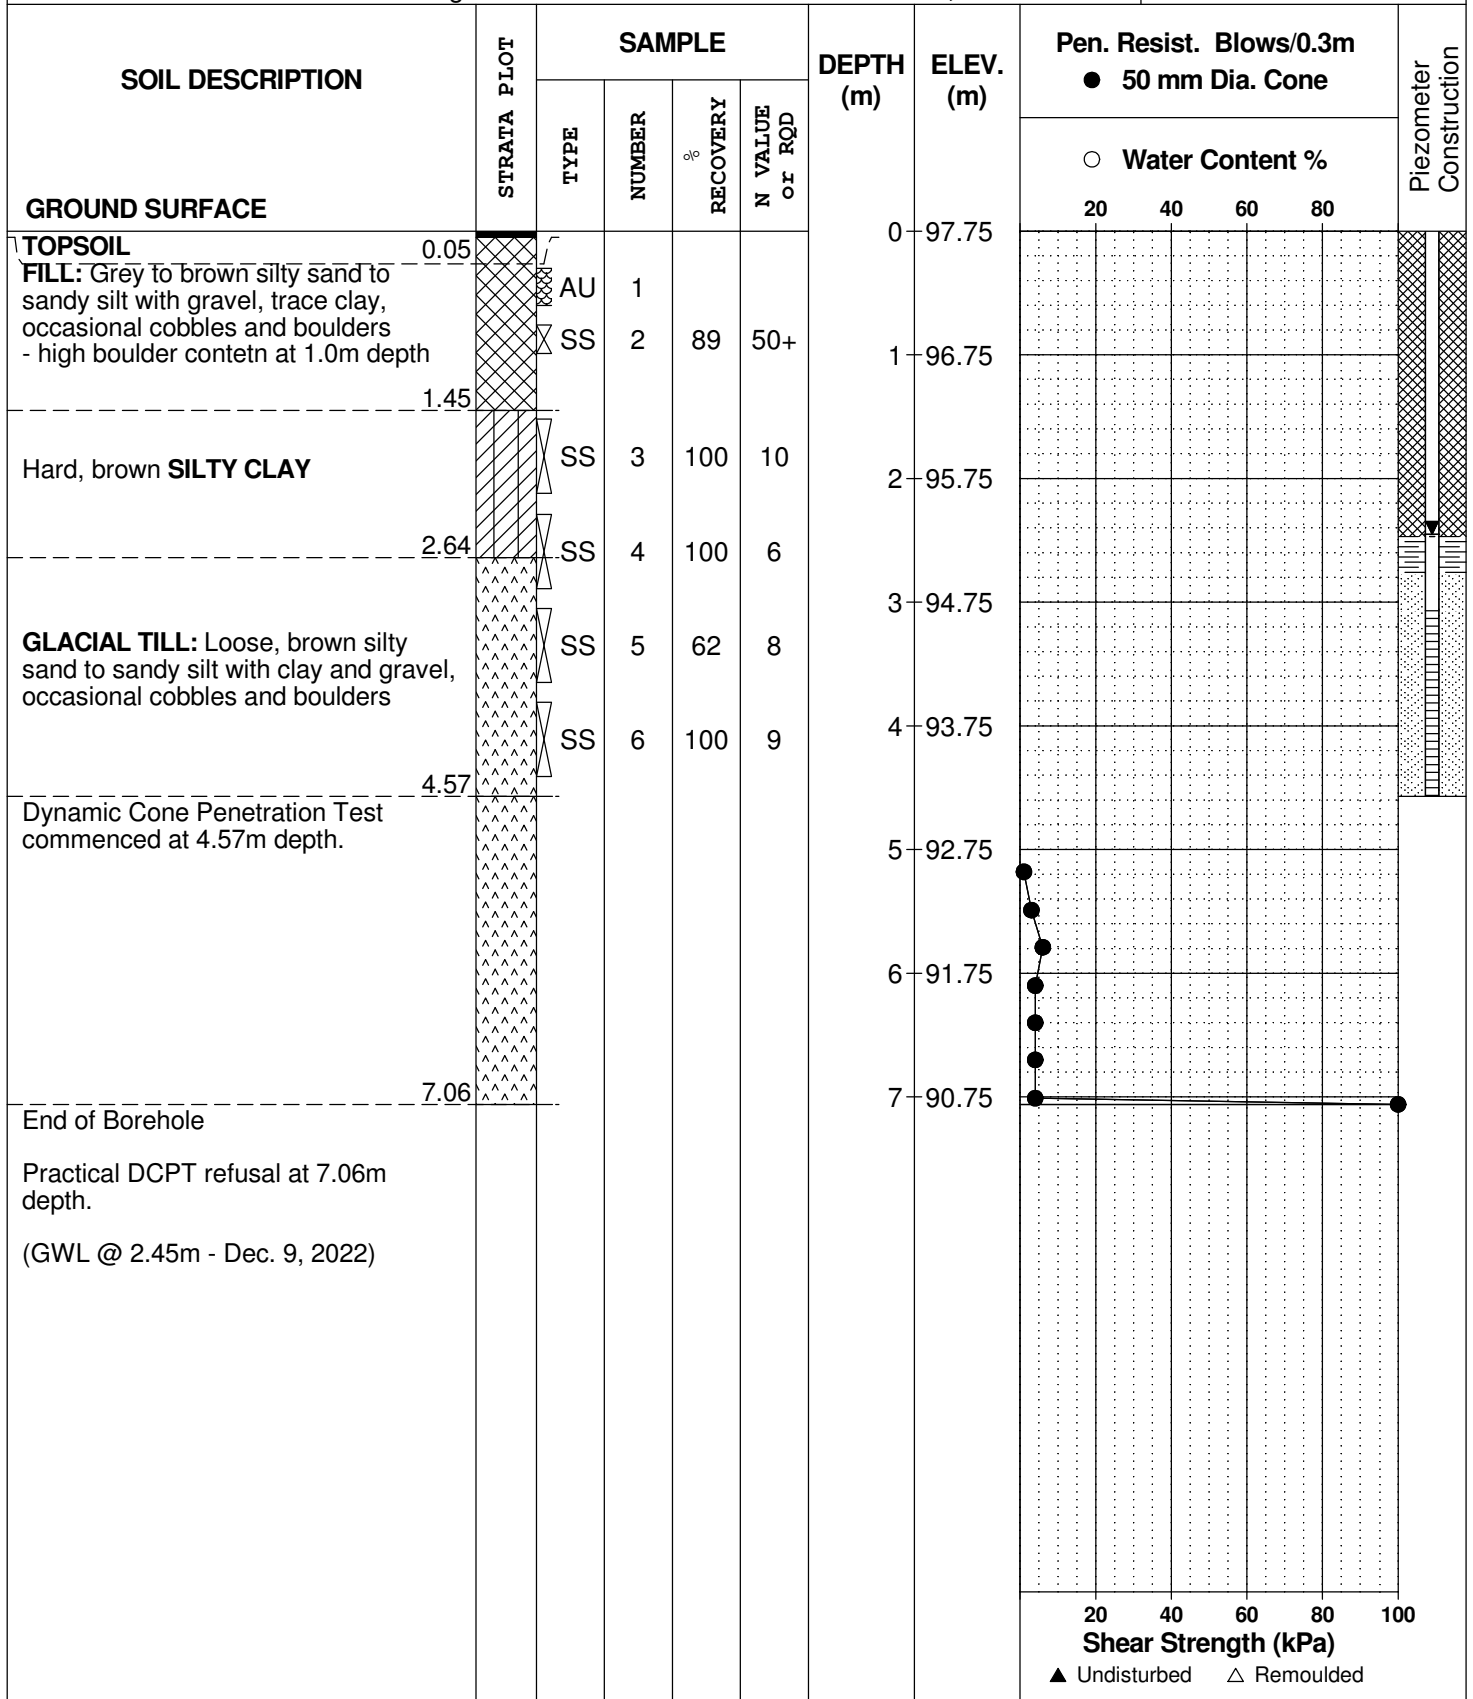 SOIL DESCRIPTION
GROUND SURFACE
STRATA PLOT
SAMPLE
TYPE
NUMBER
% RECOVERY
N VALUE or RQD
DEPTH (m)
ELEV. (m)
Pen. Resist. Blows/0.3m
● 50 mm Dia. Cone
○ Water Content %
20 40 60 80
Piezometer Construction
0 97.75
TOPSOIL 0.05
FILL: Grey to brown silty sand to
sandy silt with gravel, trace clay,
occasional cobbles and boulders
- high boulder contetn at 1.0m depth
1.45
AU 1
SS 2 89 50+
1 96.75
Hard, brown SILTY CLAY
2.64
SS 3 100 10
2 95.75
SS 4 100 6
3 94.75
GLACIAL TILL: Loose, brown silty
sand to sandy silt with clay and gravel,
occasional cobbles and boulders
4.57
SS 5 62 8
4 93.75
SS 6 100 9
Dynamic Cone Penetration Test
commenced at 4.57m depth.
5 92.75
6 91.75
7.06
7 90.75
End of Borehole
Practical DCPT refusal at 7.06m
depth.
(GWL @ 2.45m - Dec. 9, 2022)
20 40 60 80 100
Shear Strength (kPa)
▲ Undisturbed △ Remoulded